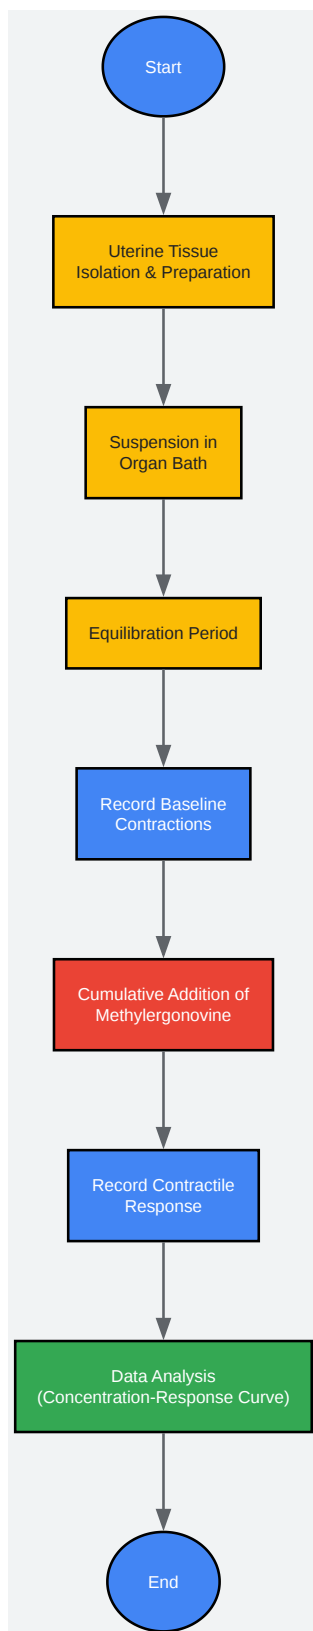 Start
Uterine Tissue
Isolation & Preparation
Suspension in
Organ Bath
Equilibration Period
Record Baseline
Contractions
Cumulative Addition of
Methylergonovine
Record Contractile
Response
Data Analysis
(Concentration-Response Curve)
End